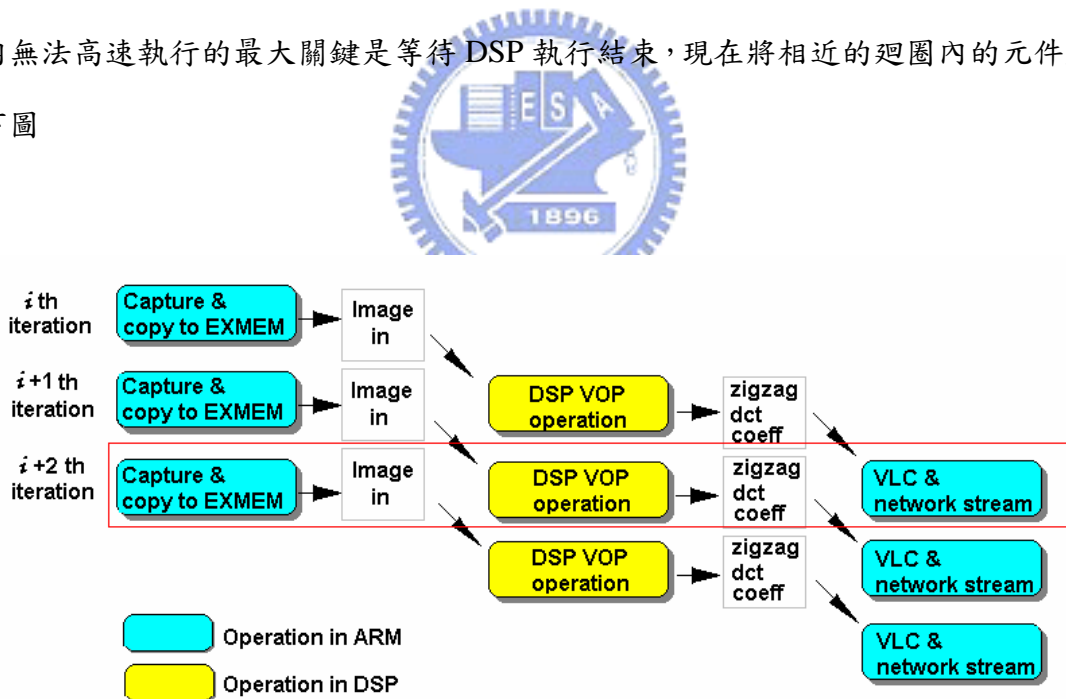 無法高速執行的最大關鍵是等待 DSP 執行結束，現在將相近的廻圈內的元件
下圖
E S A
1896
i th
iteration
Capture &
copy to EXMEM
Image
in
i+1 th
iteration
Capture &
copy to EXMEM
Image
in
DSP VOP
operation
zigzag
dct
coeff
i+2 th
iteration
Capture &
copy to EXMEM
Image
in
DSP VOP
operation
zigzag
dct
coeff
VLC &
network stream
DSP VOP
operation
zigzag
dct
coeff
VLC &
network stream
VLC &
network stream
Operation in ARM
Operation in DSP